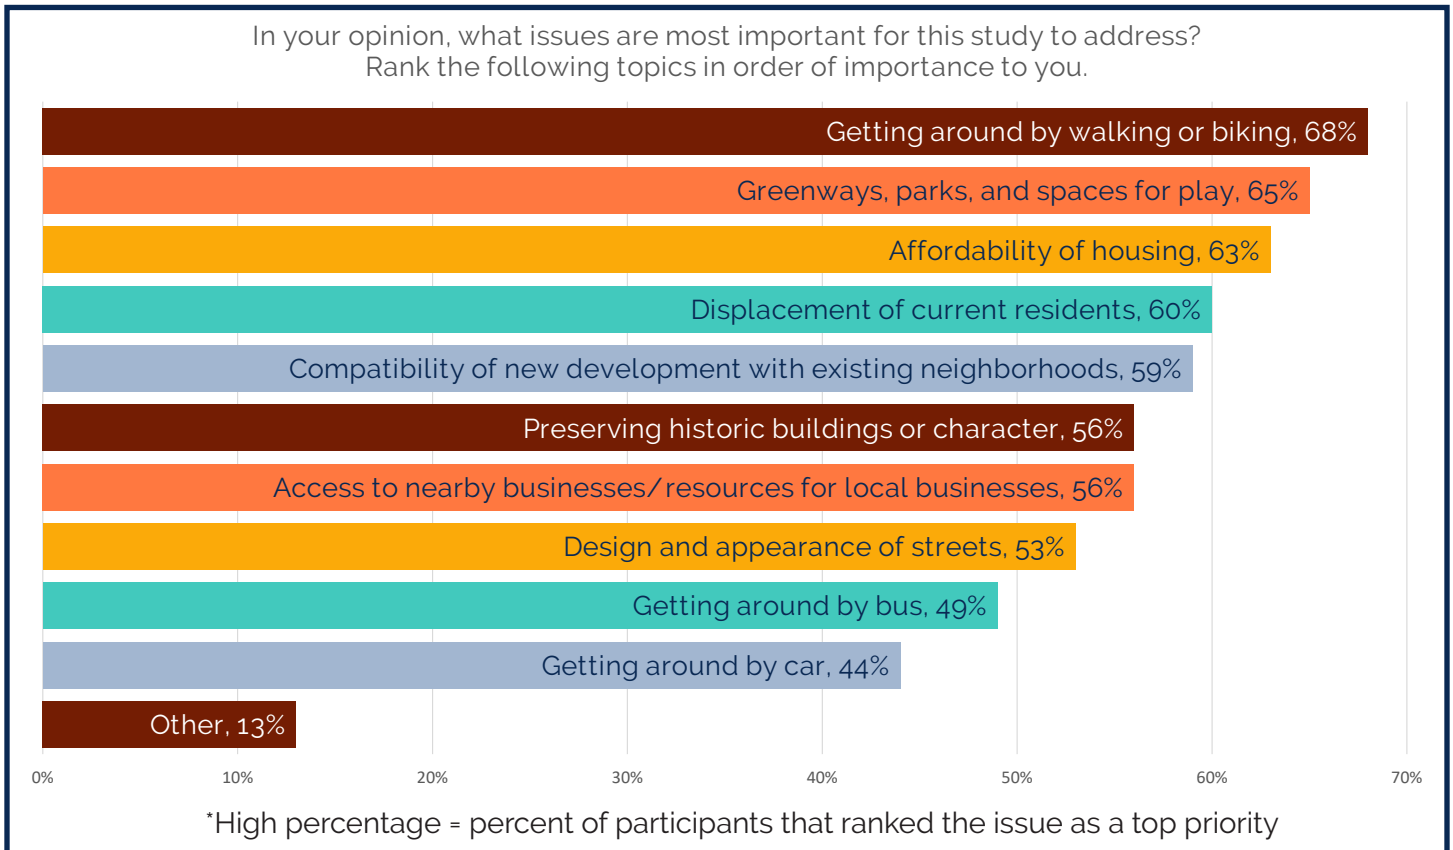 In your opinion, what issues are most important for this study to address?
Rank the following topics in order of importance to you.
Getting around by walking or biking, 68%
Greenways, parks, and spaces for play, 65%
Affordability of housing, 63%
Displacement of current residents, 60%
Compatibility of new development with existing neighborhoods, 59%
Preserving historic buildings or character, 56%
Access to nearby businesses/resources for local businesses, 56%
Design and appearance of streets, 53%
Getting around by bus, 49%
Getting around by car, 44%
Other, 13%
0% 10% 20% 30% 40% 50% 60% 70%
*High percentage = percent of participants that ranked the issue as a top priority